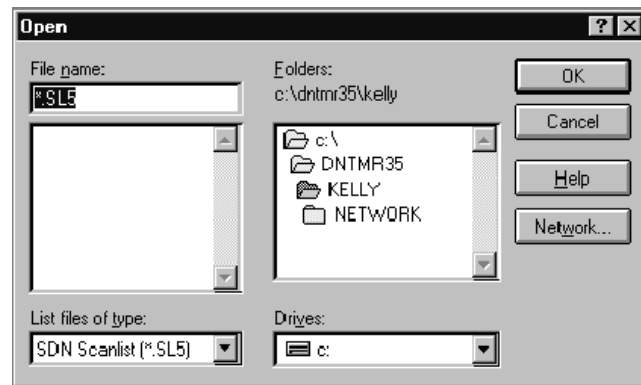 Open
File name:
*.SL5
List files of type:
SDN Scanlist (*.SL5)
Folders:
c:\dntmr35\kelly
c:\
DNTMR35
KELLY
NETWORK
Drives:
c:
OK
Cancel
Help
Network...